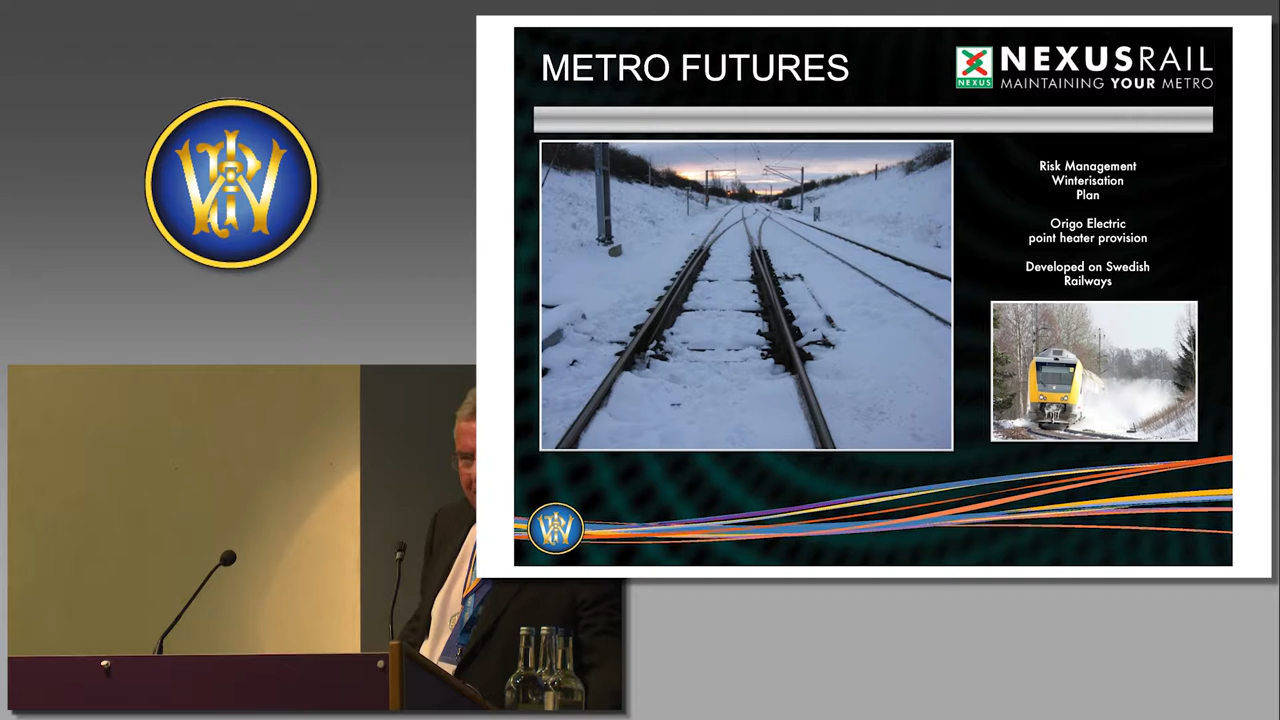 METRO FUTURES
NEXUS
NEXUSRAIL
MAINTAINING YOUR METRO
Risk Management
Winterisation
Plan
Origo Electric
point heater provision
Developed on Swedish
Railways